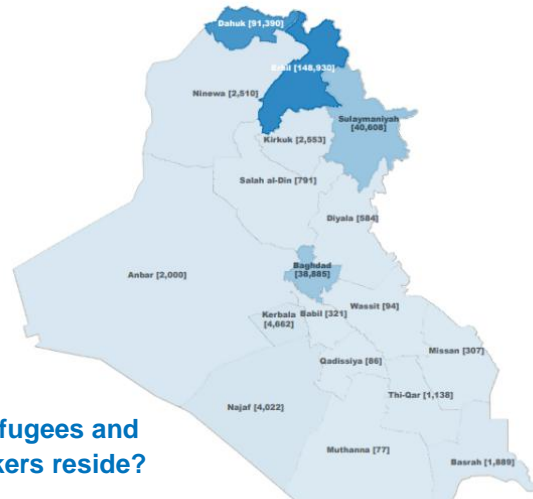 Dahuk [91,390]
Erbil [148,930]
Ninewa [2,510]
Sulaymaniyah
[40,608]
Kirkuk [2,553]
Salah al-Din [791]
Diyala [584]
Baghdad
[38,885]
Anbar [2,000]
Wassit [94]
Kerbala
[4,662]
Babil [321]
Missan [307]
Qadissiya [86]
Thi-Qar [1,138]
Najaf [4,022]
Muthanna [77]
Basrah [1,889]
fugees and
kers reside?